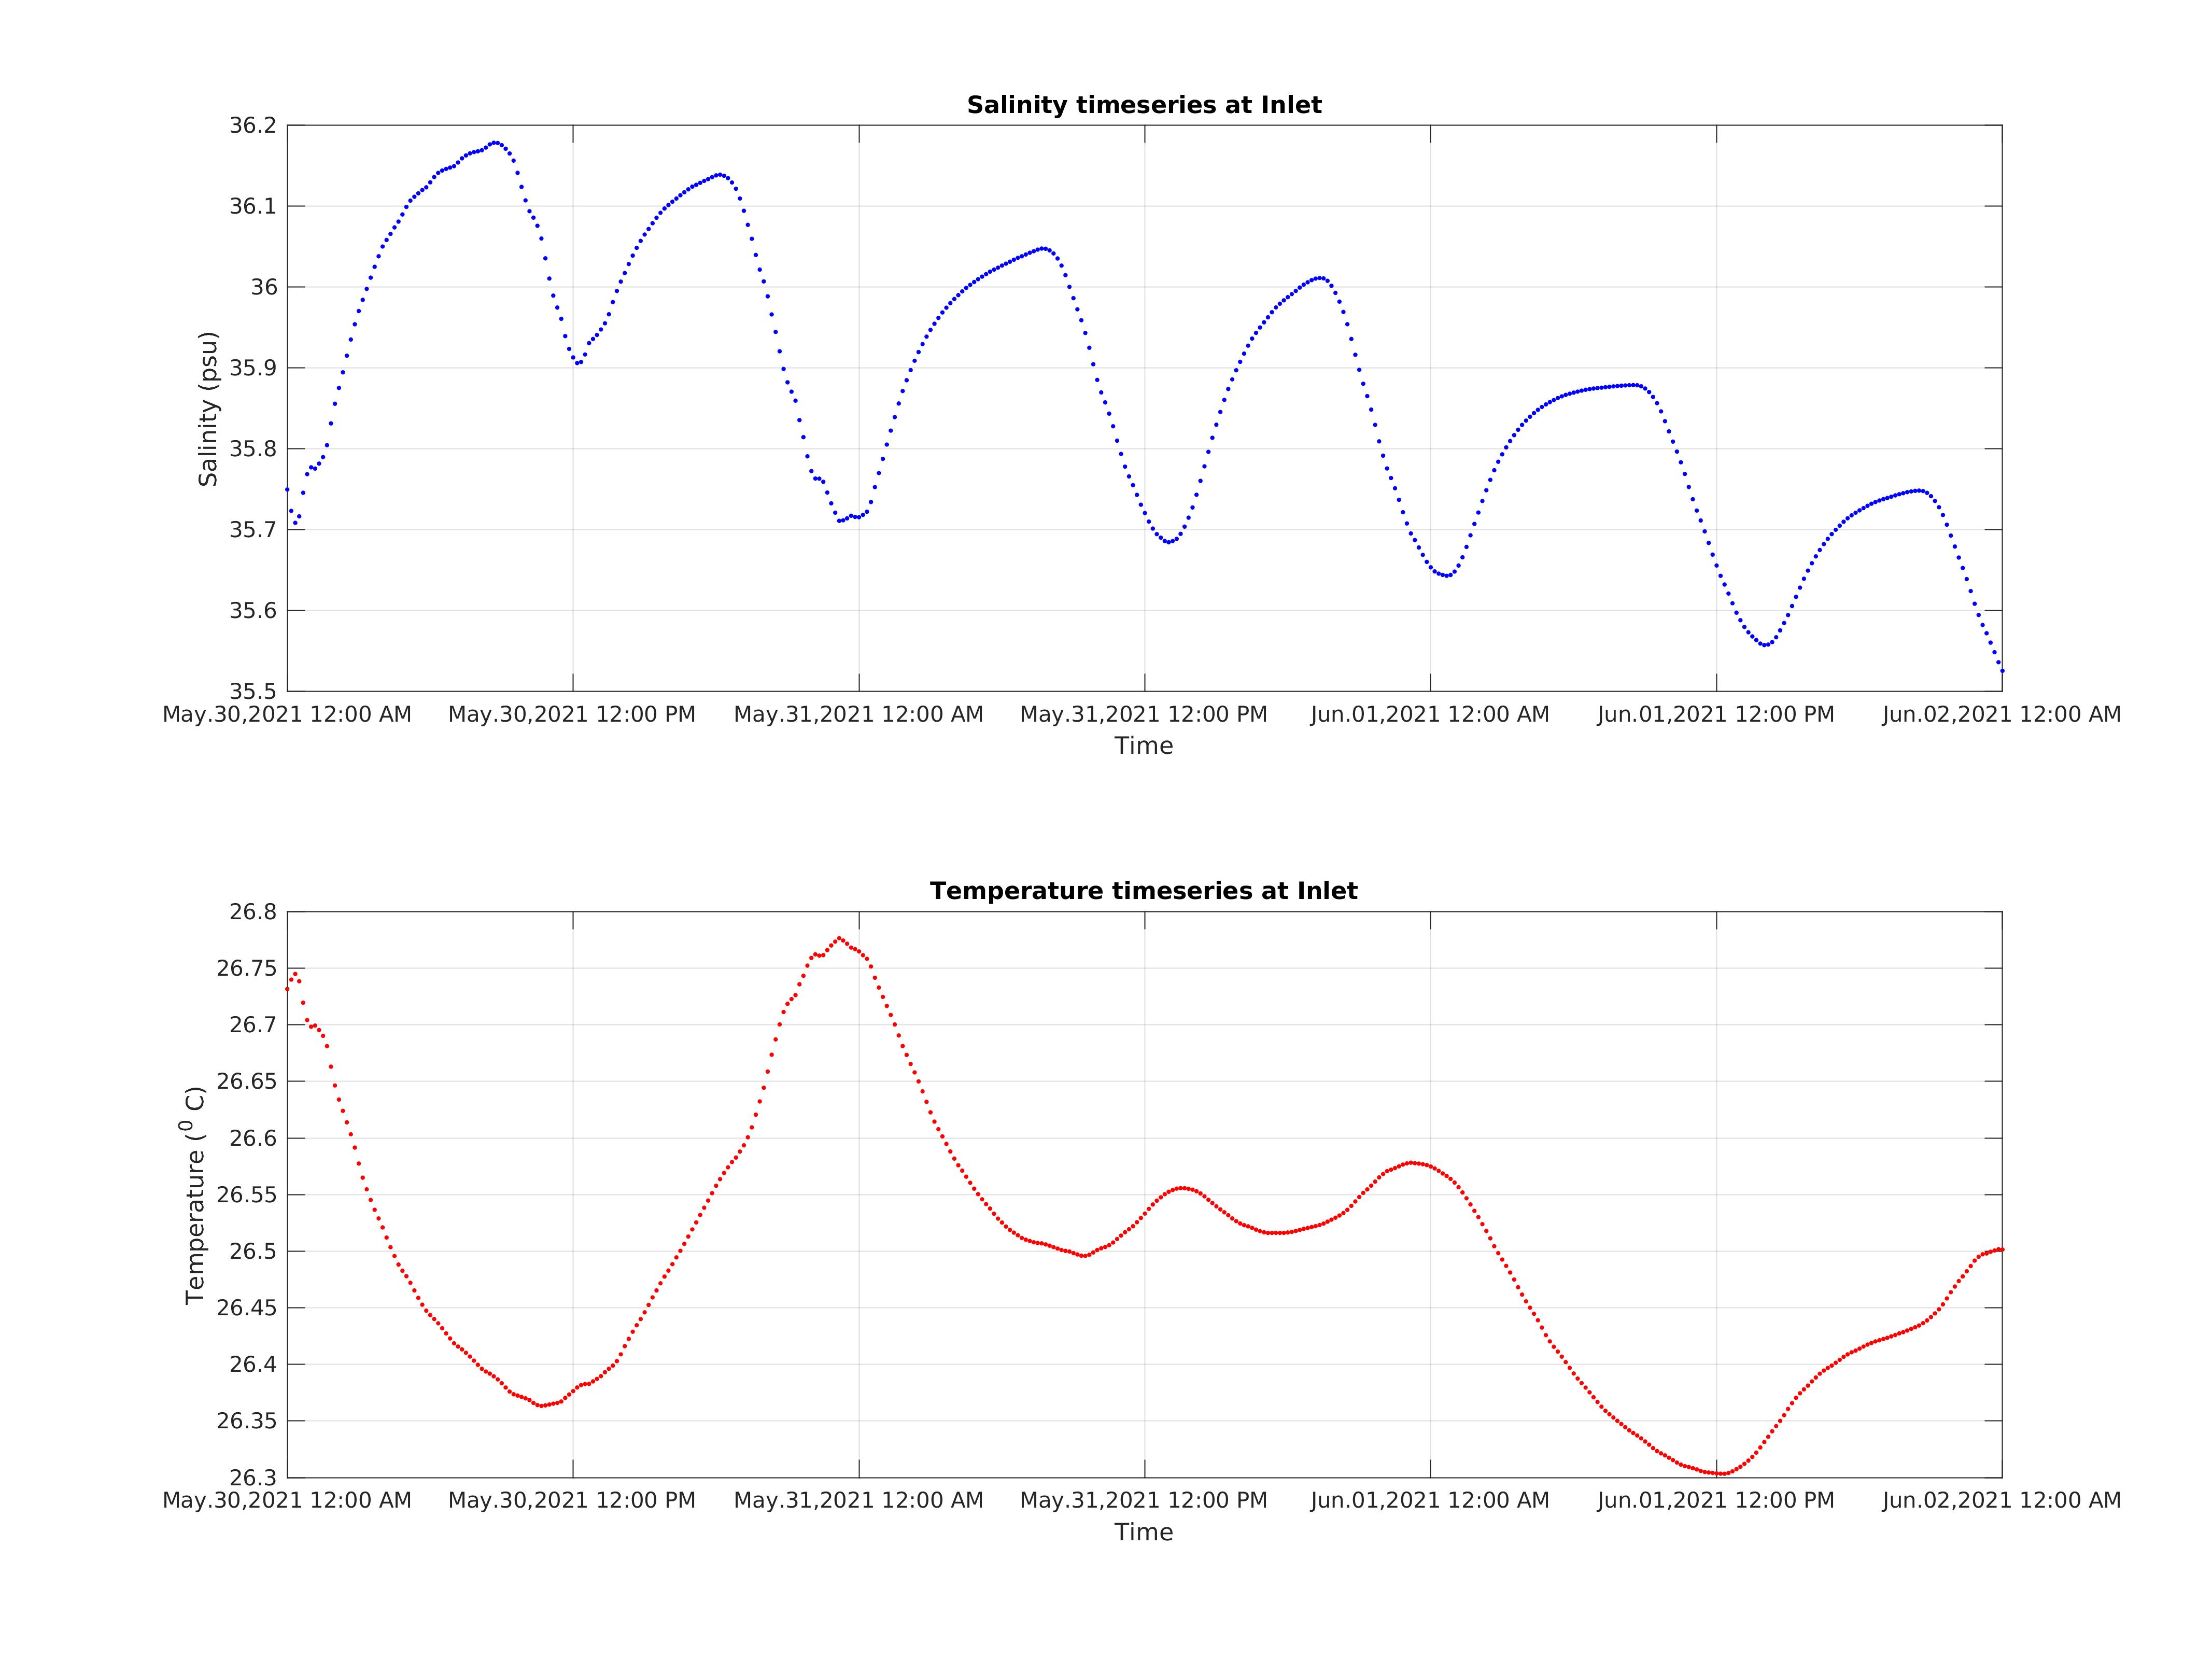 Salinity timeseries at Inlet
36.2
36.1
36
35.9
35.8
35.7
35.6
35.5
Salinity (psu)
May.30,2021 12:00 AM May.30,2021 12:00 PM May.31,2021 12:00 AM May.31,2021 12:00 PM Jun.01,2021 12:00 AM Jun.01,2021 12:00 PM Jun.02,2021 12:00 AM
Time
Temperature timeseries at Inlet
26.8
26.75
26.7
26.65
26.6
26.55
26.5
26.45
26.4
26.35
26.3
Temperature (⁰ C)
May.30,2021 12:00 AM May.30,2021 12:00 PM May.31,2021 12:00 AM May.31,2021 12:00 PM Jun.01,2021 12:00 AM Jun.01,2021 12:00 PM Jun.02,2021 12:00 AM
Time